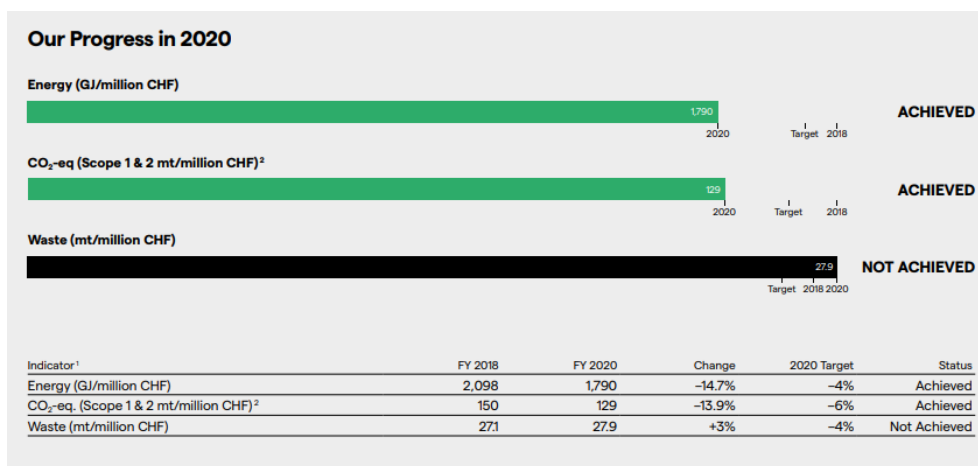 Our Progress in 2020
Energy (GJ/million CHF)
1,790
ACHIEVED
2020 Target 2018
CO₂-eq (Scope 1 & 2 mt/million CHF)²
129
ACHIEVED
2020 Target 2018
Waste (mt/million CHF)
27.9
NOT ACHIEVED
Target 2018 2020
Indicator¹ FY 2018 FY 2020 Change 2020 Target Status
Energy (GJ/million CHF) 2,098 1,790 −14.7% −4% Achieved
CO₂-eq. (Scope 1 & 2 mt/million CHF)² 150 129 −13.9% −6% Achieved
Waste (mt/million CHF) 27.1 27.9 +3% −4% Not Achieved